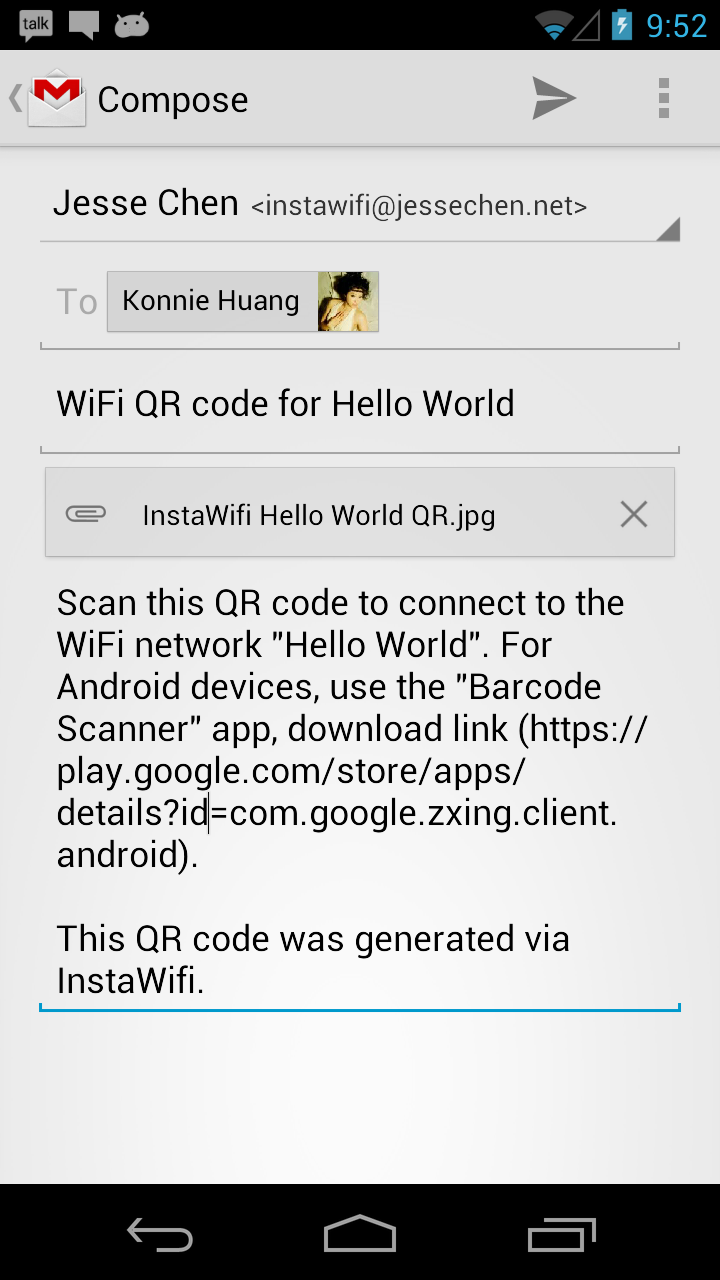 talk
9:52
Compose
Jesse Chen <instawifi@jessechen.net>
To Konnie Huang
WiFi QR code for Hello World
InstaWifi Hello World QR.jpg
Scan this QR code to connect to the
WiFi network "Hello World". For
Android devices, use the "Barcode
Scanner" app, download link (https://
play.google.com/store/apps/
details?id=com.google.zxing.client.
android).
This QR code was generated via
InstaWifi.